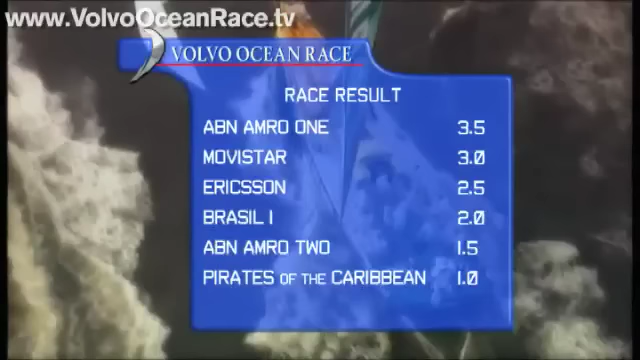 www.VolvoOceanRace.tv
VOLVO OCEAN RACE
RACE RESULT
ABN AMRO ONE 3.5
MOVISTAR 3.0
ERICSSON 2.5
BRASIL 1 2.0
ABN AMRO TWO 1.5
PIRATES OF THE CARIBBEAN 1.0